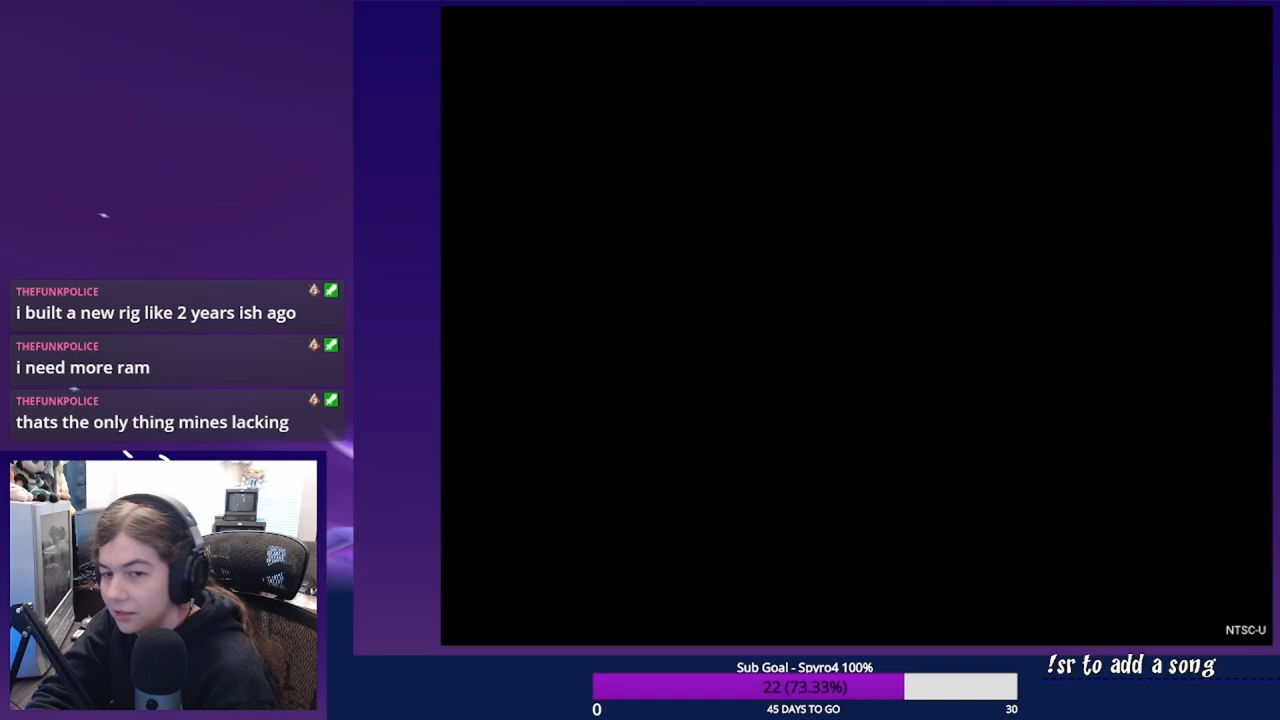 THEFUNKPOLICE
i built a new rig like 2 years ish ago
THEFUNKPOLICE
i need more ram
THEFUNKPOLICE
thats the only thing mines lacking
NTSC-U
Sub Goal - Spyro4 100%
22 (73.33%)
0
45 DAYS TO GO
30
!sr to add a song